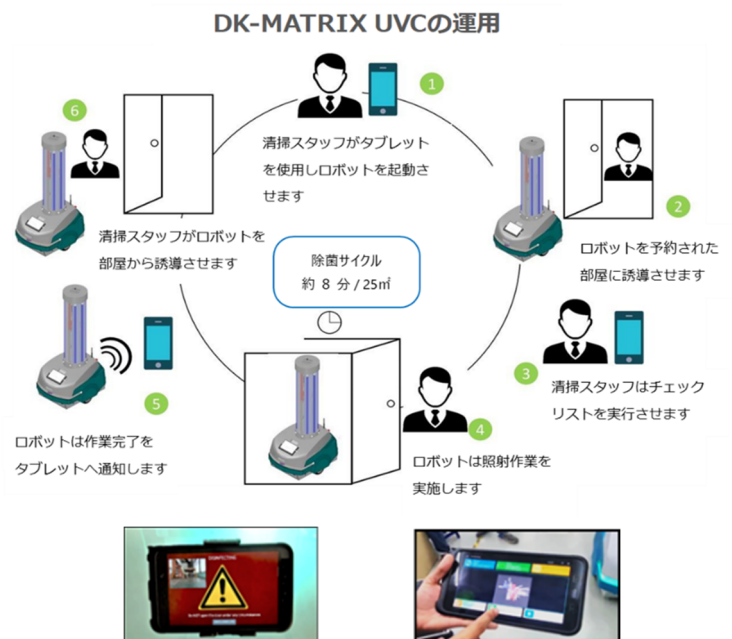 DK-MATRIX UVCの運用
1
清掃スタッフがタブレット
を使用しロボットを起動さ
せます
2
ロボットを予約された
部屋に誘導させます
3
清掃スタッフはチェック
リストを実行させます
4
ロボットは照射作業を
実施します
5
ロボットは作業完了を
タブレットへ通知します
6
清掃スタッフがロボットを
部屋から誘導させます
除菌サイクル
約 8 分 / 25㎡
DISINFECTING